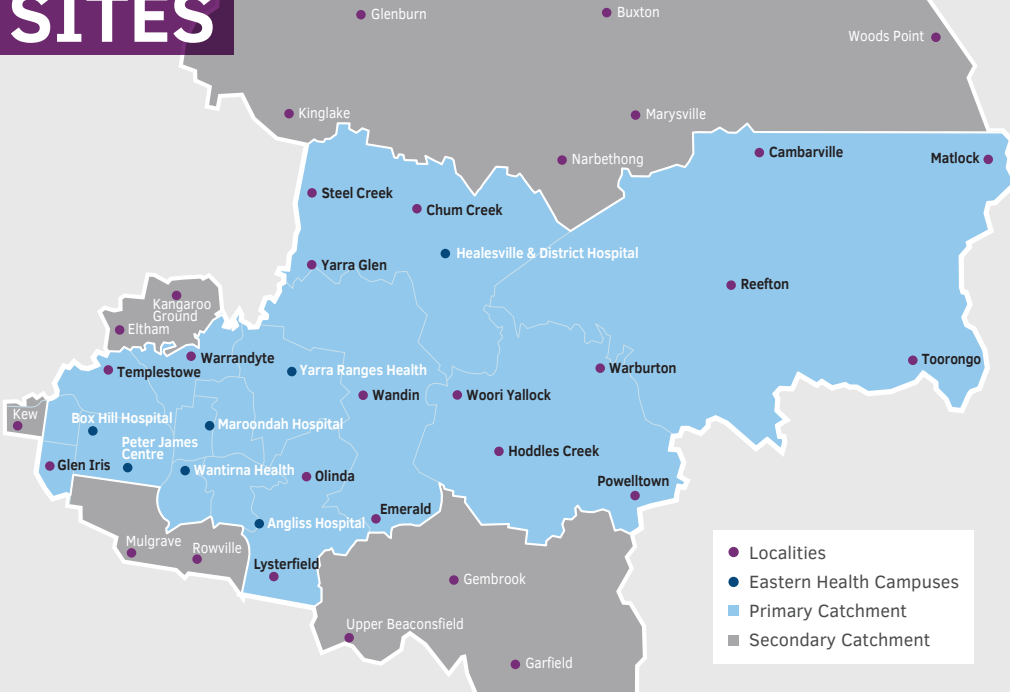 SITES
Glenburn
Buxton
Woods Point
Kinglake
Marysville
Narbethong
Cambarville
Matlock
Steel Creek
Chum Creek
Healesville & District Hospital
Yarra Glen
Reefton
Kangaroo
Ground
Eltham
Warrandyte
Templestowe
Yarra Ranges Health
Warburton
Toorongo
Wandin
Woori Yallock
Kew
Box Hill Hospital
Maroondah Hospital
Peter James
Centre
Hoddles Creek
Glen Iris
Wantirna Health
Olinda
Powelltown
Emerald
Angliss Hospital
Mulgrave
Rowville
Lysterfield
Gembrook
Upper Beaconsfield
Garfield
Localities
Eastern Health Campuses
Primary Catchment
Secondary Catchment